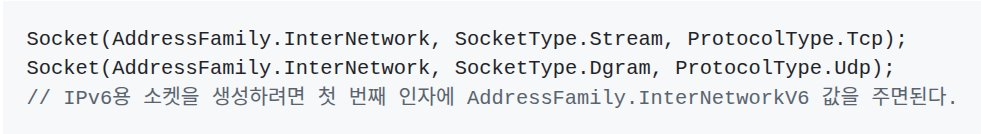 Socket(AddressFamily.InterNetwork, SocketType.Stream, ProtocolType.Tcp);
Socket(AddressFamily.InterNetwork, SocketType.Dgram, ProtocolType.Udp);
// IPv6용 소켓을 생성하려면 첫 번째 인자에 AddressFamily.InterNetworkV6 값을 주면된다.